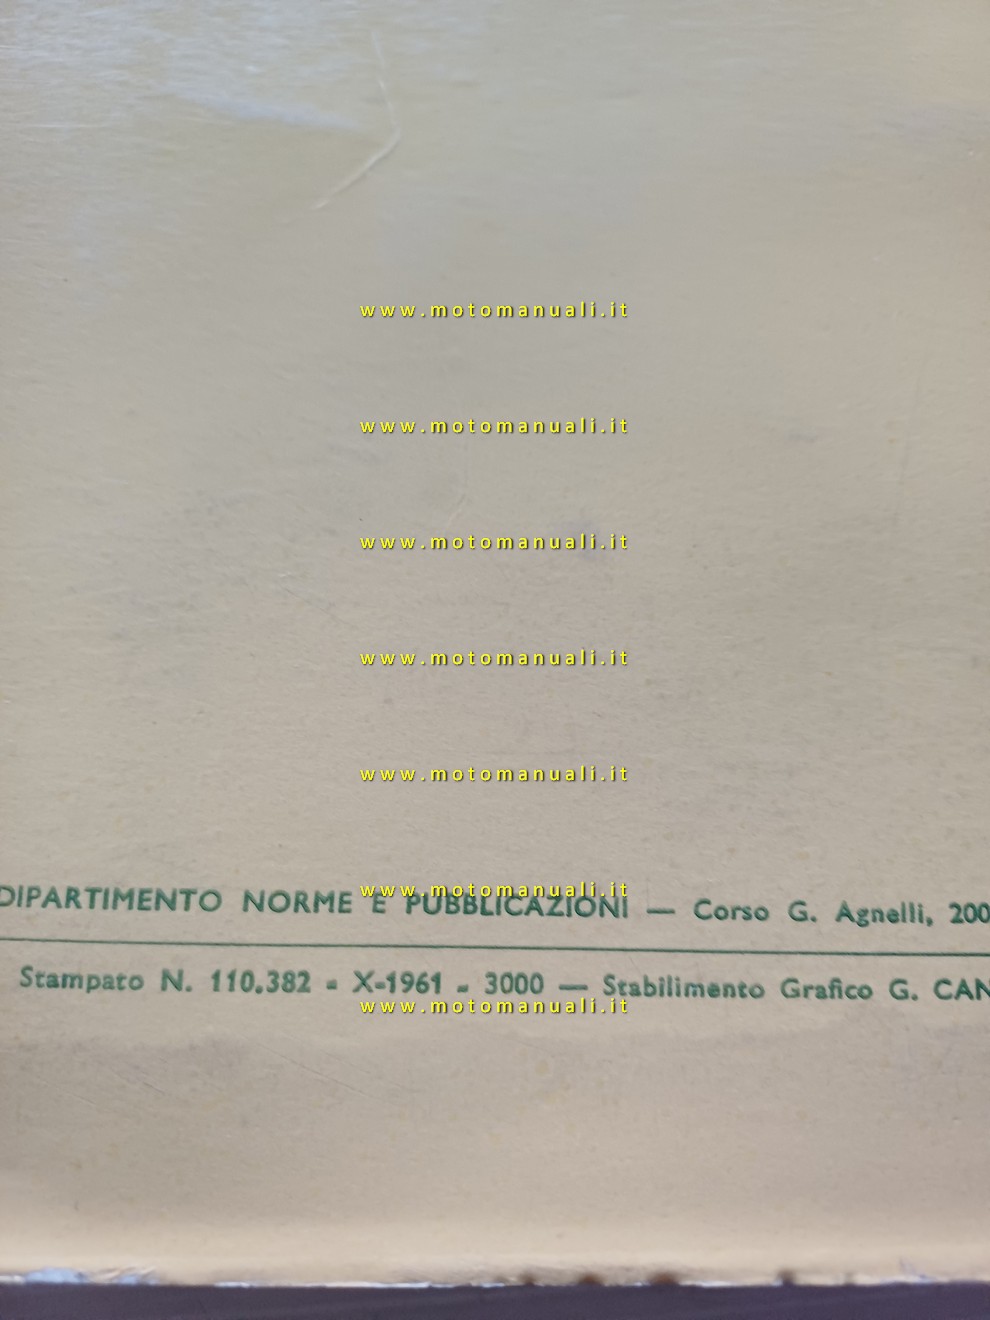 www.motomanuali.it
www.motomanuali.it
www.motomanuali.it
www.motomanuali.it
www.motomanuali.it
www.motomanuali.it
DIPARTIMENTO NORME E PUBBLICAZIONI — Corso G. Agnelli, 200
Stampato N. 110.382 - X-1961 - 3000 — Stabilimento Grafico G. CAN
www.motomanuali.it